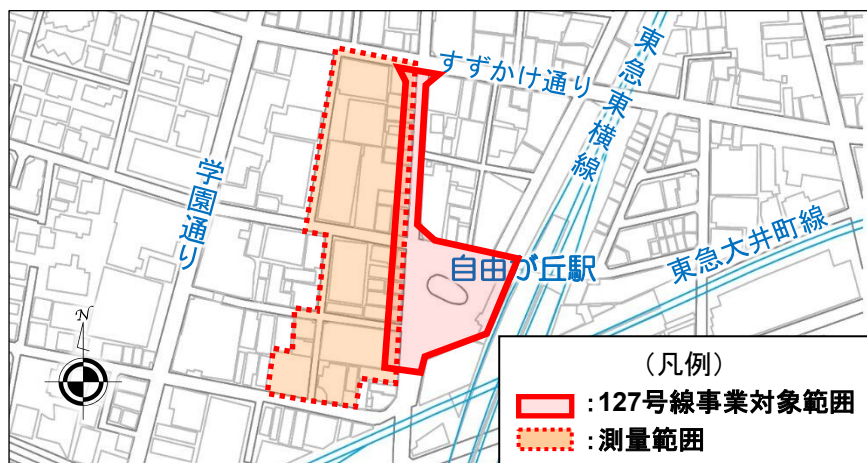 すずかけ通り
東急東横線
学園通り
自由が丘駅
東急大井町線
N
(凡例)
:127号線事業対象範囲
:測量範囲